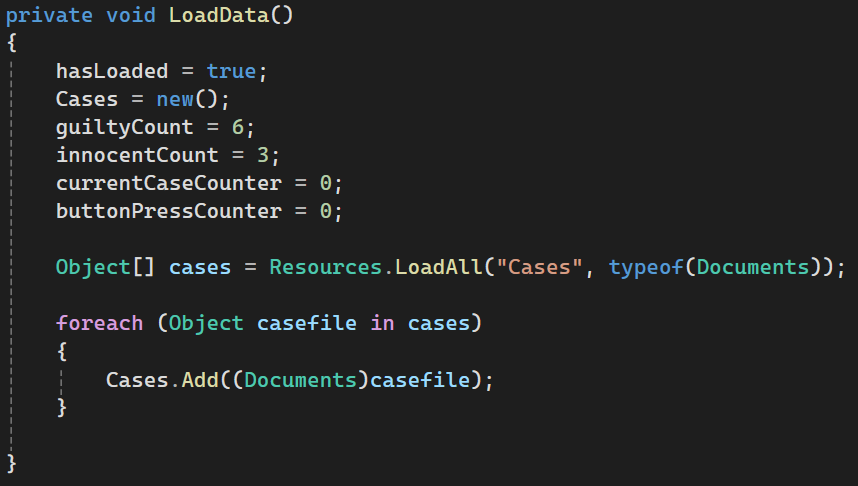 private void LoadData()
{
    hasLoaded = true;
    Cases = new();
    guiltyCount = 6;
    innocentCount = 3;
    currentCaseCounter = 0;
    buttonPressCounter = 0;

    Object[] cases = Resources.LoadAll("Cases", typeof(Documents));

    foreach (Object casefile in cases)
    {
        Cases.Add((Documents)casefile);
    }

}